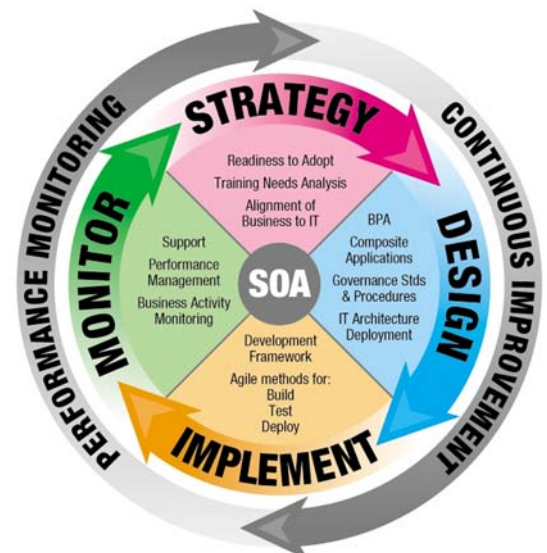 PERFORMANCE MONITORING
CONTINUOUS IMPROVEMENT
STRATEGY
Readiness to Adopt
Training Needs Analysis
Alignment of
Business to IT
DESIGN
BPA
Composite
Applications
Governance Stds
& Procedures
IT Architecture
Deployment
IMPLEMENT
Development
Framework
Agile methods for:
Build
Test
Deploy
MONITOR
Support
Performance
Management
Business Activity
Monitoring
SOA